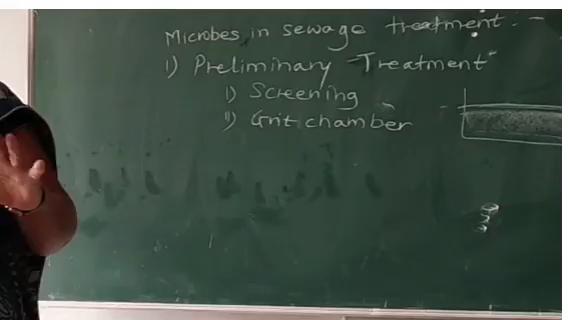 Microbes in sewage treatment :-
1) Preliminary Treatment
i) Screening
ii) Grit chamber